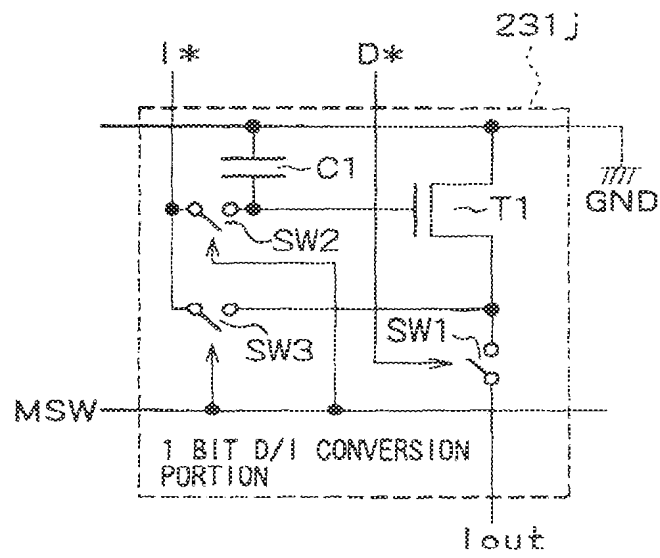 231j
I*
D*
C1
T1
GND
SW2
SW1
SW3
MSW
1 BIT D/I CONVERSION
PORTION
Iout